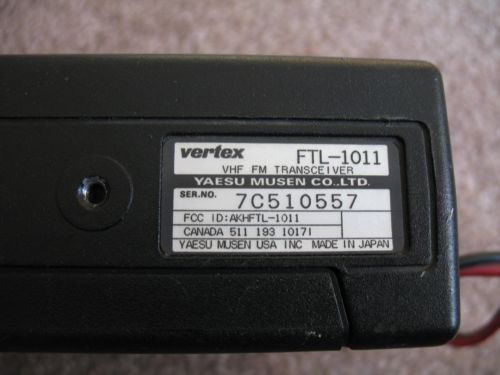 vertex FTL-1011
VHF FM TRANSCEIVER
YAESU MUSEN CO.,LTD.
SER.NO. 7C510557
FCC ID:AKHFTL-1011
CANADA 511 193 10171
YAESU MUSEN USA INC MADE IN JAPAN